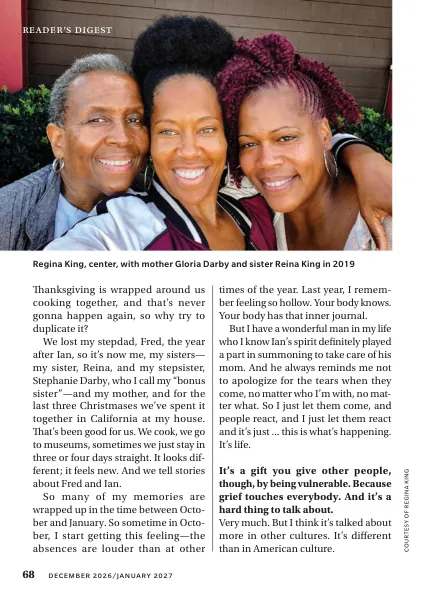 READER'S DIGEST
Regina King, center, with mother Gloria Darby and sister Reina King in 2019
Thanksgiving is wrapped around us
cooking together, and that's never
gonna happen again, so why try to
duplicate it?
We lost my stepdad, Fred, the year
after Ian, so it's now me, my sisters—
my sister, Reina, and my stepsister,
Stephanie Darby, who I call my "bonus
sister"—and my mother, and for the
last three Christmases we've spent it
together in California at my house.
That's been good for us. We cook, we go
to museums, sometimes we just stay in
three or four days straight. It looks dif-
ferent; it feels new. And we tell stories
about Fred and Ian.
So many of my memories are
wrapped up in the time between Octo-
ber and January. So sometime in Octo-
ber, I start getting this feeling—the
absences are louder than at other
times of the year. Last year, I remem-
ber feeling so hollow. Your body knows.
Your body has that inner journal.
But I have a wonderful man in my life
who I know Ian's spirit definitely played
a part in summoning to take care of his
mom. And he always reminds me not
to apologize for the tears when they
come, no matter who I'm with, no mat-
ter what. So I just let them come, and
people react, and I just let them react
and it's just ... this is what's happening.
It's life.
It's a gift you give other people,
though, by being vulnerable. Because
grief touches everybody. And it's a
hard thing to talk about.
Very much. But I think it's talked about
more in other cultures. It's different
than in American culture.
COURTESY OF REGINA KING
68 DECEMBER 2026/JANUARY 2027